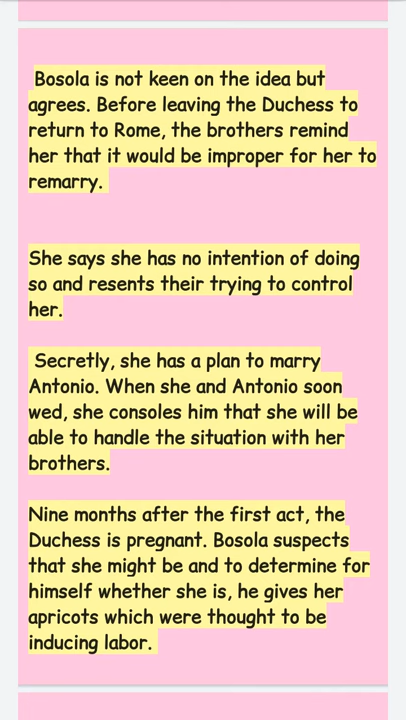 Bosola is not keen on the idea but
agrees. Before leaving the Duchess to
return to Rome, the brothers remind
her that it would be improper for her to
remarry.
She says she has no intention of doing
so and resents their trying to control
her.
Secretly, she has a plan to marry
Antonio. When she and Antonio soon
wed, she consoles him that she will be
able to handle the situation with her
brothers.
Nine months after the first act, the
Duchess is pregnant. Bosola suspects
that she might be and to determine for
himself whether she is, he gives her
apricots which were thought to be
inducing labor.